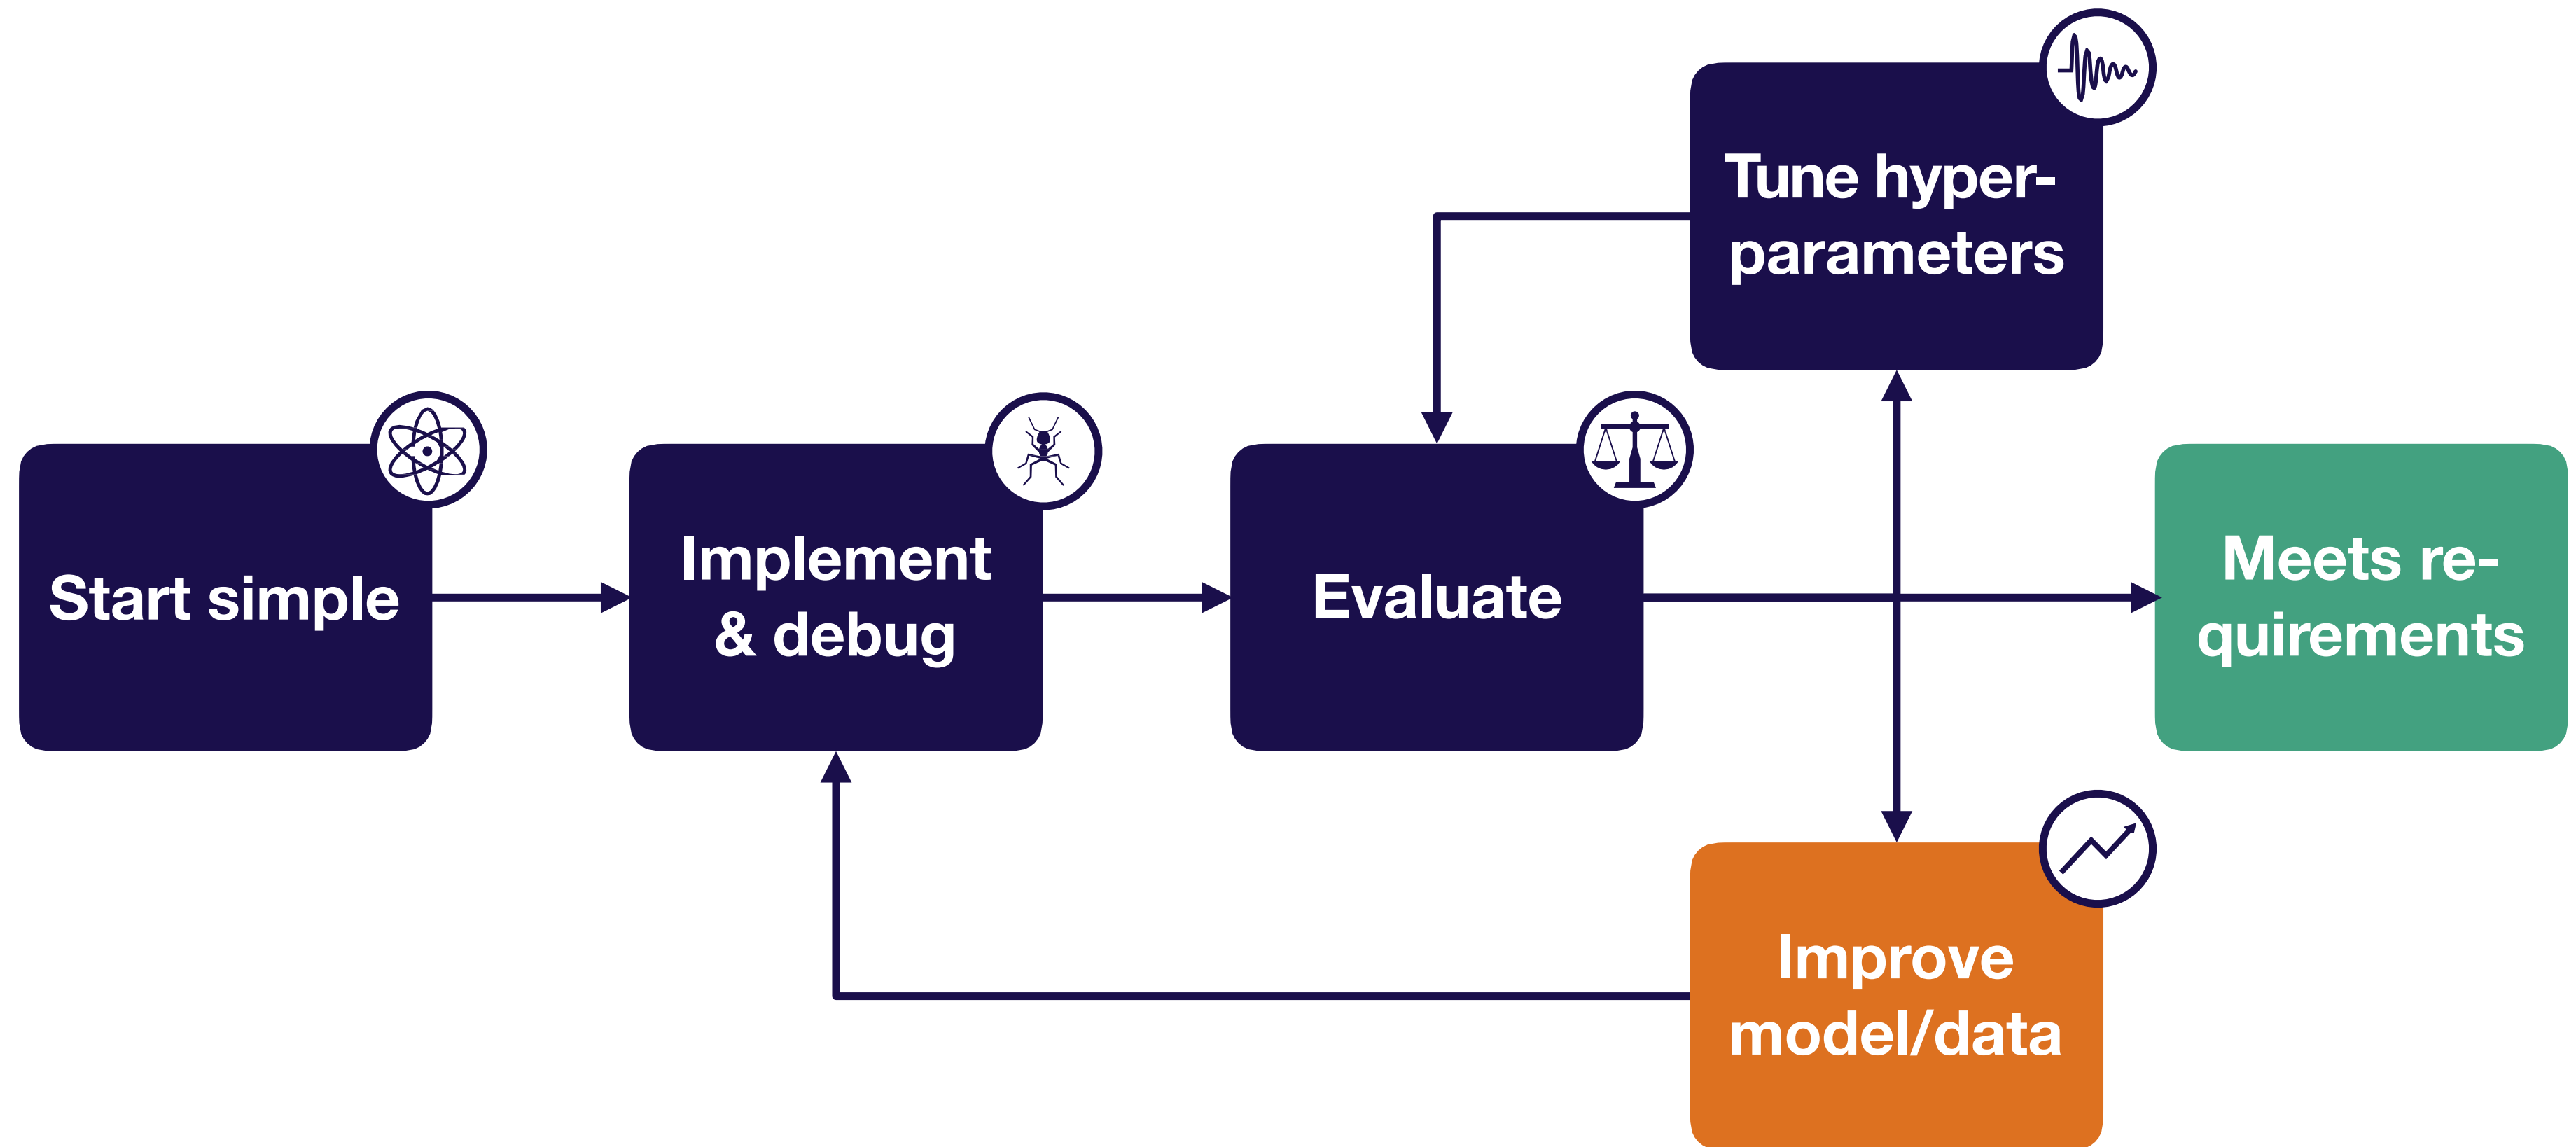 Tune hyper-
parameters
Start simple
Implement
& debug
Evaluate
Meets re-
quirements
Improve
model/data